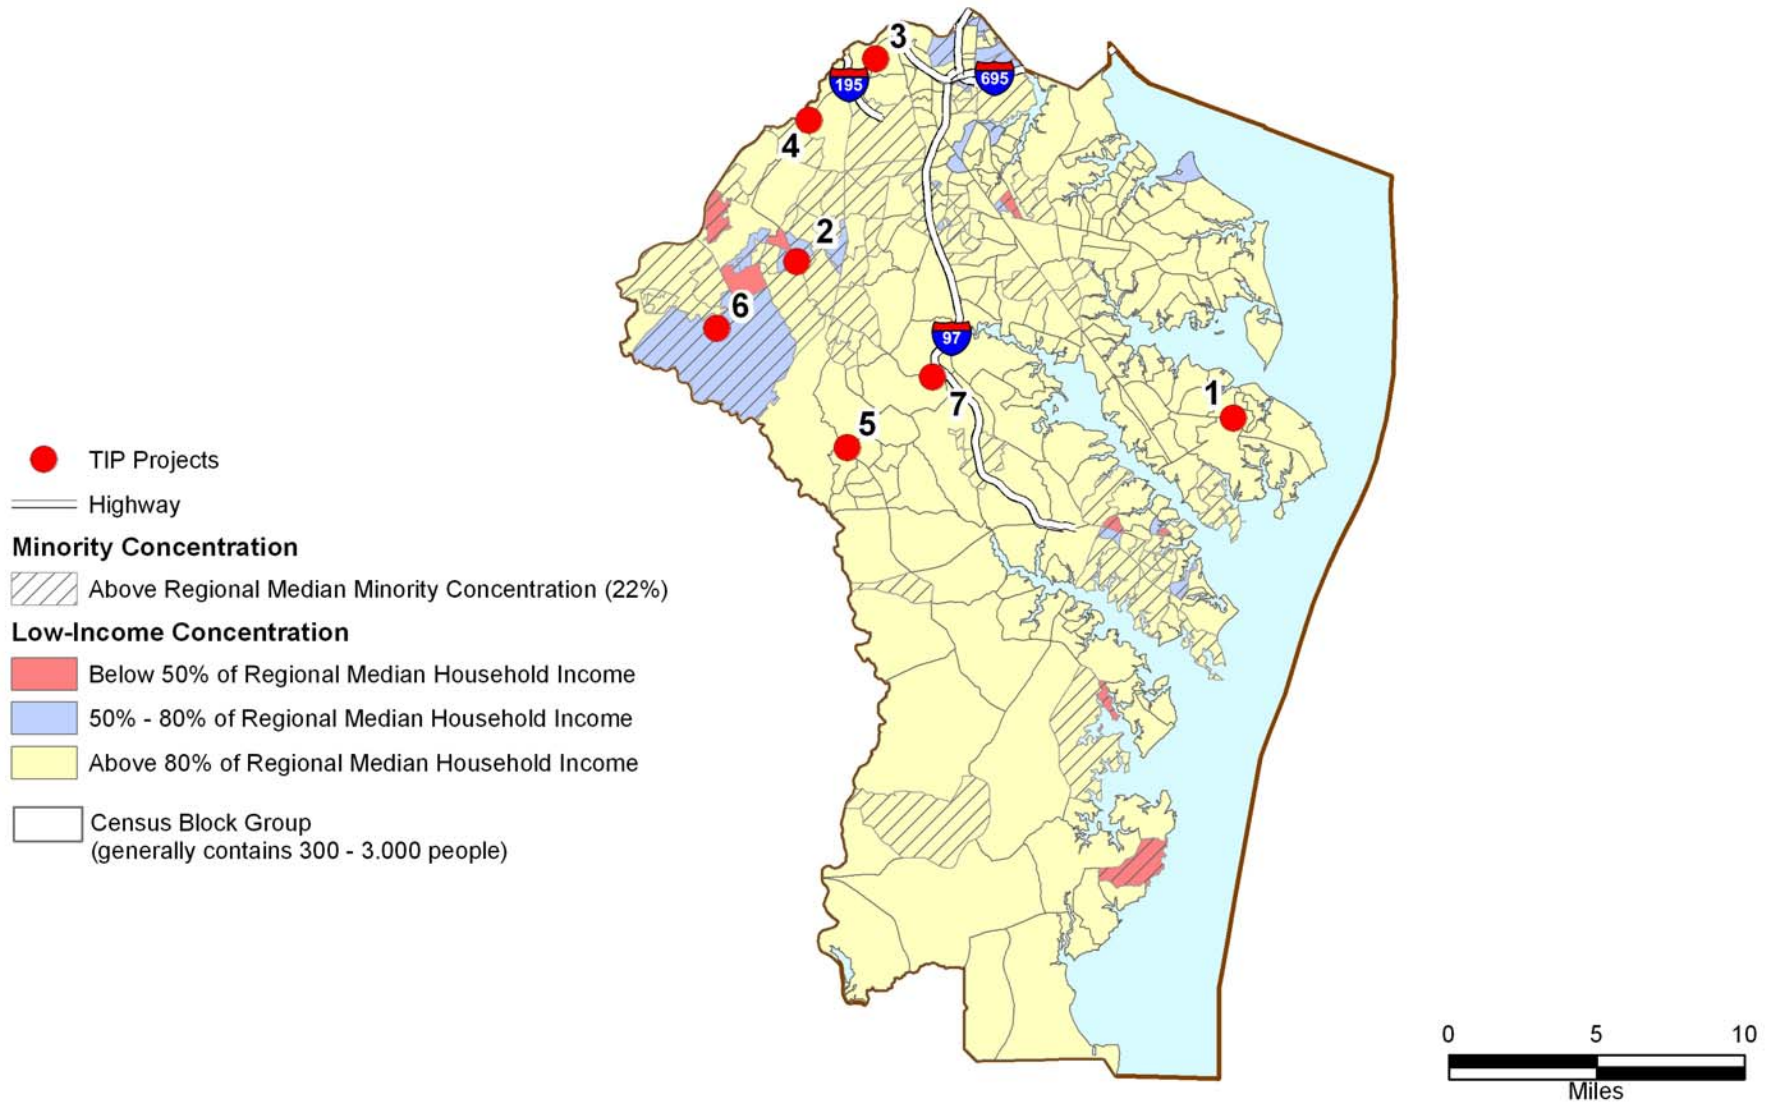 3
195
695
4
2
6
97
1
7
5
TIP Projects
Highway
Minority Concentration
Above Regional Median Minority Concentration (22%)
Low-Income Concentration
Below 50% of Regional Median Household Income
50% - 80% of Regional Median Household Income
Above 80% of Regional Median Household Income
Census Block Group
(generally contains 300 - 3.000 people)
0 5 10
Miles